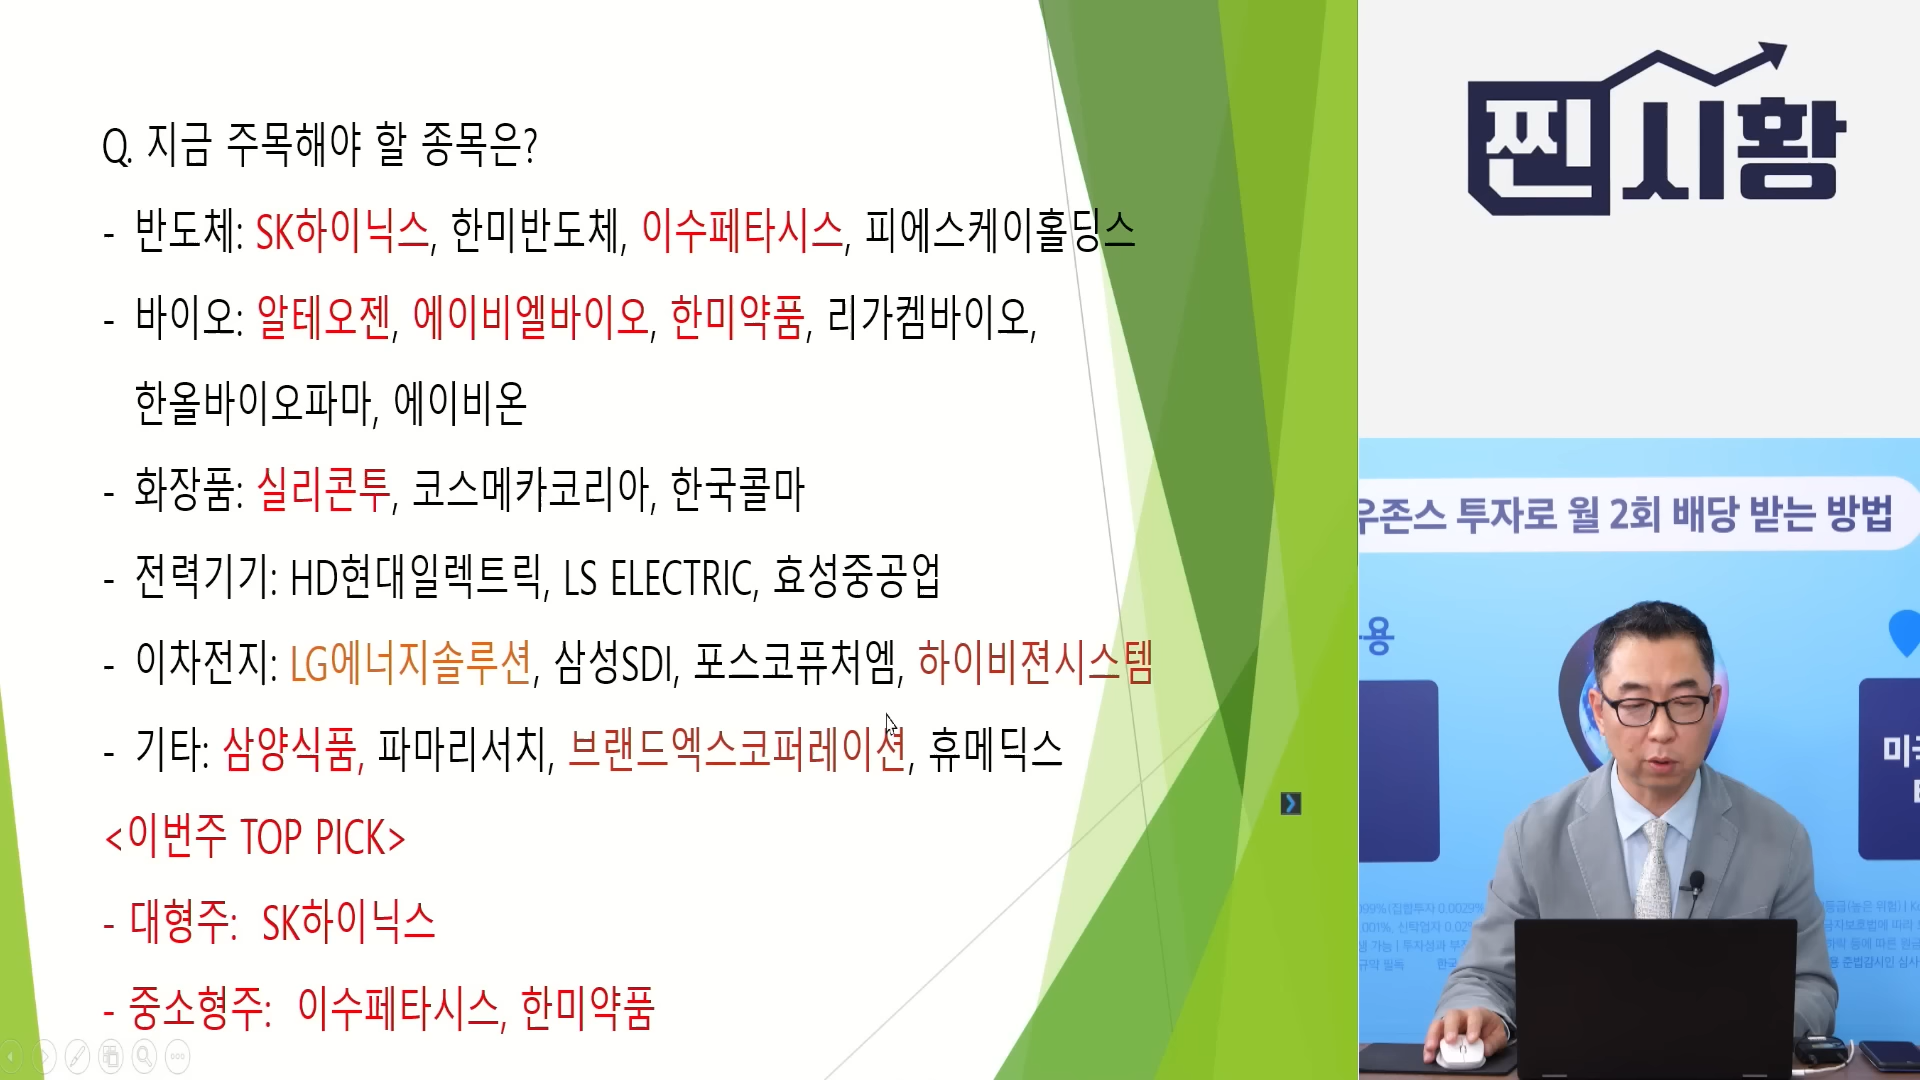 Q. 지금 주목해야 할 종목은?
- 반도체: SK하이닉스, 한미반도체, 이수페타시스, 피에스케이홀딩스
- 바이오: 알테오젠, 에이비엘바이오, 한미약품, 리가켐바이오,
한올바이오파마, 에이비온
- 화장품: 실리콘투, 코스메카코리아, 한국콜마
- 전력기기: HD현대일렉트릭, LS ELECTRIC, 효성중공업
- 이차전지: LG에너지솔루션, 삼성SDI, 포스코퓨처엠, 하이비젼시스템
- 기타: 삼양식품, 파마리서치, 브랜드엑스코퍼레이션, 휴메딕스
<이번주 TOP PICK>
- 대형주: SK하이닉스
- 중소형주: 이수페타시스, 한미약품
찐시황
우존스 투자로 월 2회 배당 받는 방법
용
미국